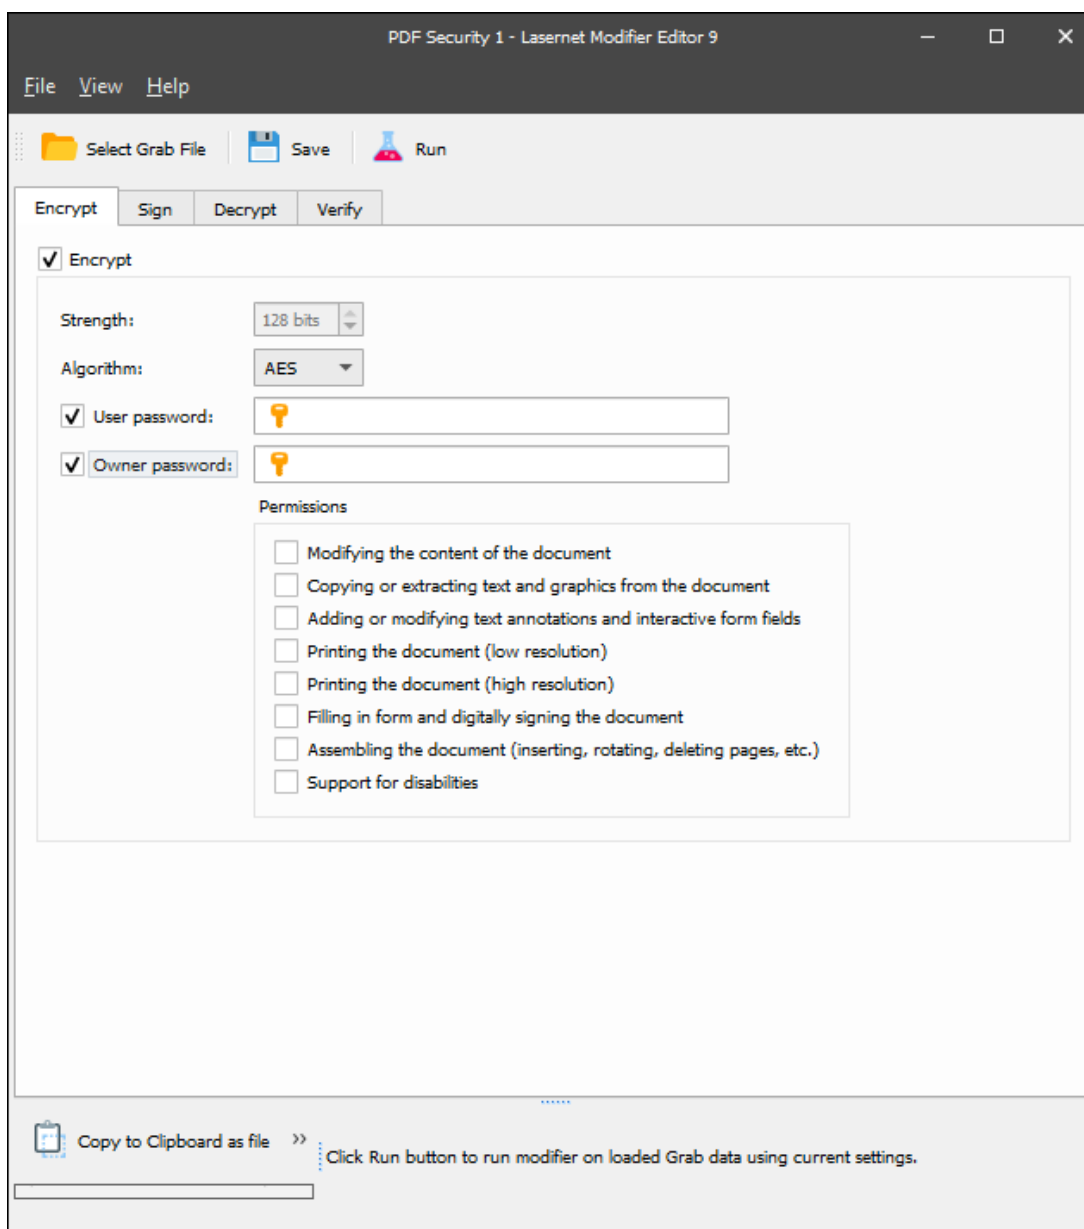 PDF Security 1 - Lasernet Modifier Editor 9
File View Help
Select Grab File Save Run
Encrypt Sign Decrypt Verify
Encrypt
Strength: 128 bits
Algorithm: AES
User password:
Owner password:
Permissions
Modifying the content of the document
Copying or extracting text and graphics from the document
Adding or modifying text annotations and interactive form fields
Printing the document (low resolution)
Printing the document (high resolution)
Filling in form and digitally signing the document
Assembling the document (inserting, rotating, deleting pages, etc.)
Support for disabilities
Copy to Clipboard as file »
Click Run button to run modifier on loaded Grab data using current settings.